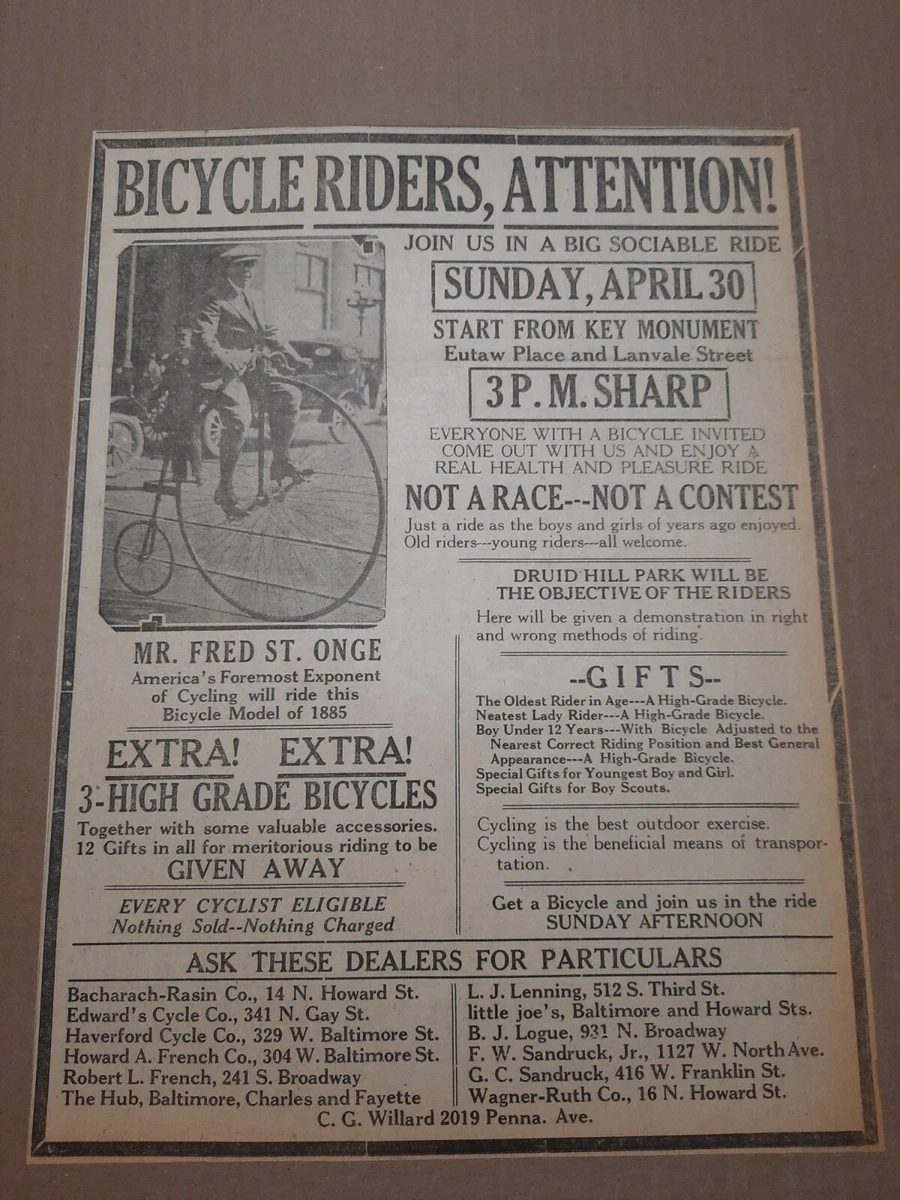 BICYCLE RIDERS, ATTENTION!
JOIN US IN A BIG SOCIABLE RIDE
SUNDAY, APRIL 30
START FROM KEY MONUMENT
Eutaw Place and Lanvale Street
3 P. M. SHARP
EVERYONE WITH A BICYCLE INVITED
COME OUT WITH US AND ENJOY A
REAL HEALTH AND PLEASURE RIDE
NOT A RACE---NOT A CONTEST
Just a ride as the boys and girls of years ago enjoyed.
Old riders---young riders---all welcome.
DRUID HILL PARK WILL BE
THE OBJECTIVE OF THE RIDERS
Here will be given a demonstration in right
and wrong methods of riding.
--GIFTS--
The Oldest Rider in Age---A High-Grade Bicycle.
Neatest Lady Rider---A High-Grade Bicycle.
Boy Under 12 Years---With Bicycle Adjusted to the
Nearest Correct Riding Position and Best General
Appearance---A High-Grade Bicycle.
Special Gifts for Youngest Boy and Girl.
Special Gifts for Boy Scouts.
Cycling is the best outdoor exercise.
Cycling is the beneficial means of transpor-
tation.
Get a Bicycle and join us in the ride
SUNDAY AFTERNOON
MR. FRED ST. ONGE
America's Foremost Exponent
of Cycling will ride this
Bicycle Model of 1885
EXTRA! EXTRA!
3-HIGH GRADE BICYCLES
Together with some valuable accessories.
12 Gifts in all for meritorious riding to be
GIVEN AWAY
EVERY CYCLIST ELIGIBLE
Nothing Sold--Nothing Charged
ASK THESE DEALERS FOR PARTICULARS
Bacharach-Rasin Co., 14 N. Howard St.
Edward's Cycle Co., 341 N. Gay St.
Haverford Cycle Co., 329 W. Baltimore St.
Howard A. French Co., 304 W. Baltimore St.
Robert L. French, 241 S. Broadway
The Hub, Baltimore, Charles and Fayette
L. J. Lenning, 512 S. Third St.
little joe's, Baltimore and Howard Sts.
B. J. Logue, 931 N. Broadway
F. W. Sandruck, Jr., 1127 W. North Ave.
G. C. Sandruck, 416 W. Franklin St.
Wagner-Ruth Co., 16 N. Howard St.
C. G. Willard 2019 Penna. Ave.